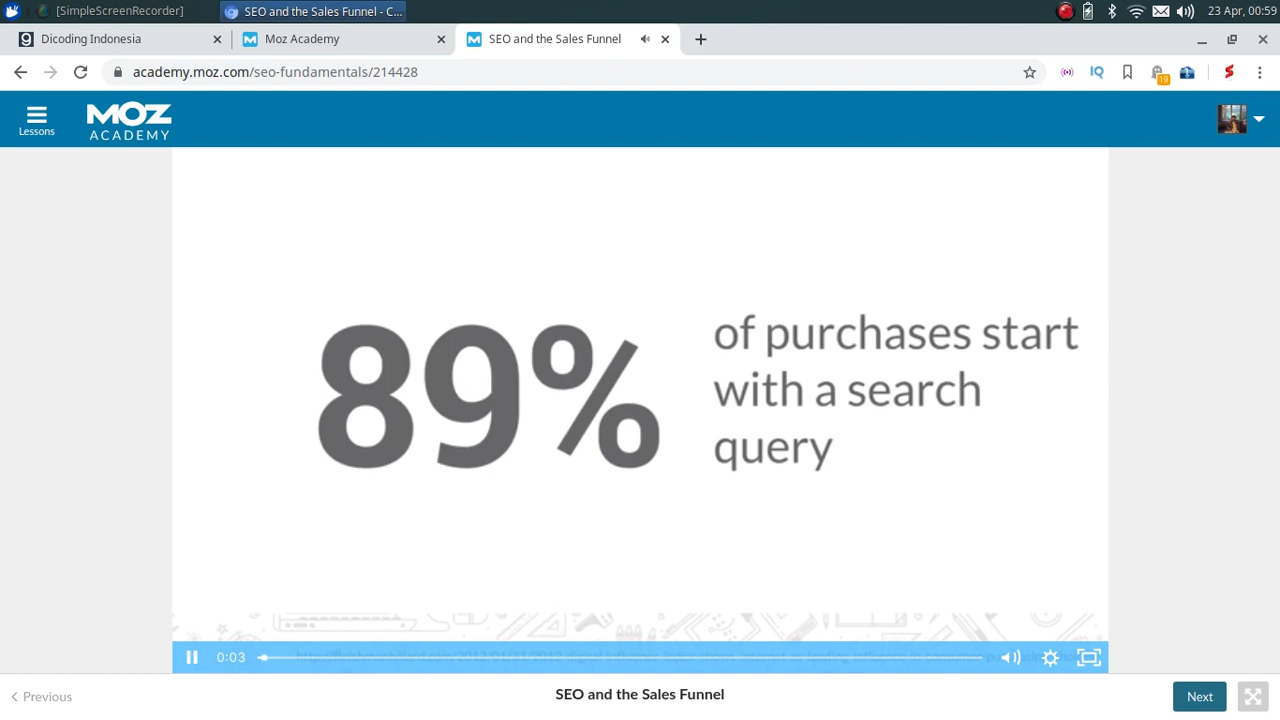 [SimpleScreenRecorder]
SEO and the Sales Funnel - C...
23 Apr, 00:59
Dicoding Indonesia
Moz Academy
SEO and the Sales Funnel
academy.moz.com/seo-fundamentals/214428
IQ
19
Lessons
MOZ
ACADEMY
89%
of purchases start
with a search
query
0:03
Previous
SEO and the Sales Funnel
Next